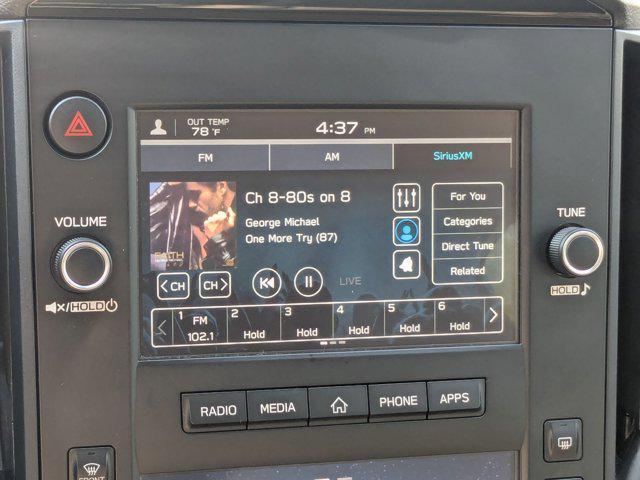 OUT TEMP
78 °F
4:37 PM
FM
AM
SiriusXM
Ch 8-80s on 8
George Michael
One More Try (87)
FAITH
For You
Categories
Direct Tune
Related
<CH
CH>
LIVE
1 FM 102.1
2 Hold
3 Hold
4 Hold
5 Hold
6 Hold
VOLUME
HOLD
TUNE
HOLD
RADIO
MEDIA
PHONE
APPS
FRONT